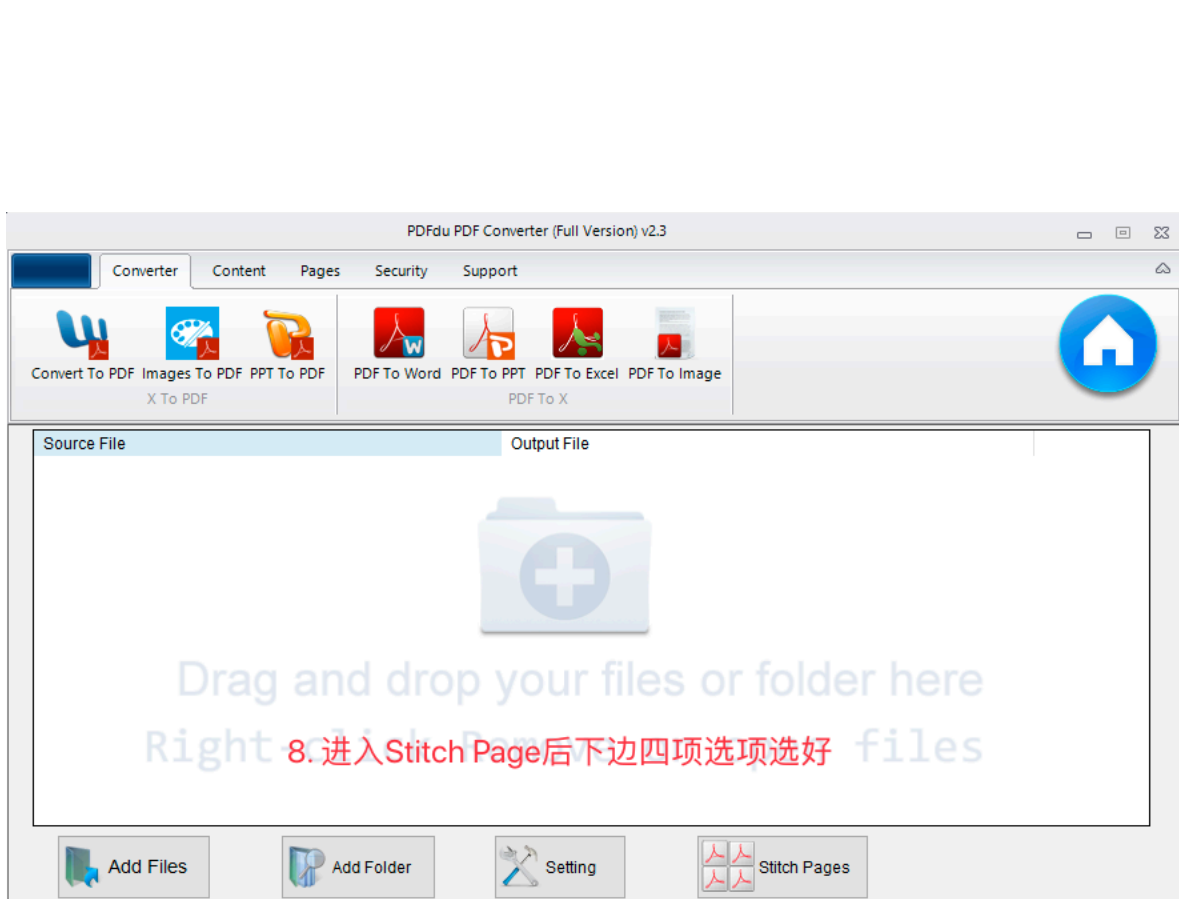 PDFdu PDF Converter (Full Version) v2.3
Converter Content Pages Security Support
Convert To PDF Images To PDF PPT To PDF PDF To Word PDF To PPT PDF To Excel PDF To Image
X To PDF PDF To X
Source File Output File
Drag and drop your files or folder here
Right-click Remove files
8. 进入Stitch Page后下边四项选项选好
Add Files Add Folder Setting Stitch Pages